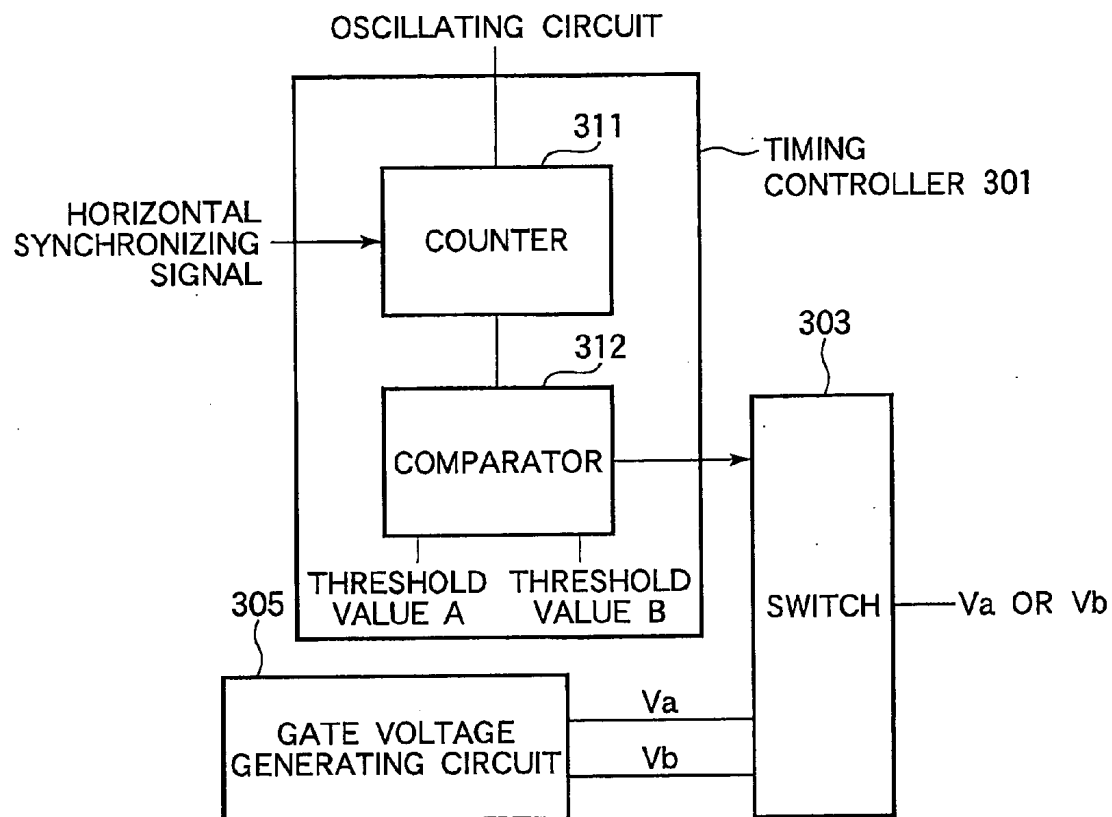 OSCILLATING CIRCUIT
311
TIMING
CONTROLLER 301
HORIZONTAL
SYNCHRONIZING
SIGNAL
COUNTER
312
303
COMPARATOR
THRESHOLD
VALUE A
THRESHOLD
VALUE B
305
SWITCH
Va OR Vb
GATE VOLTAGE
GENERATING CIRCUIT
Va
Vb